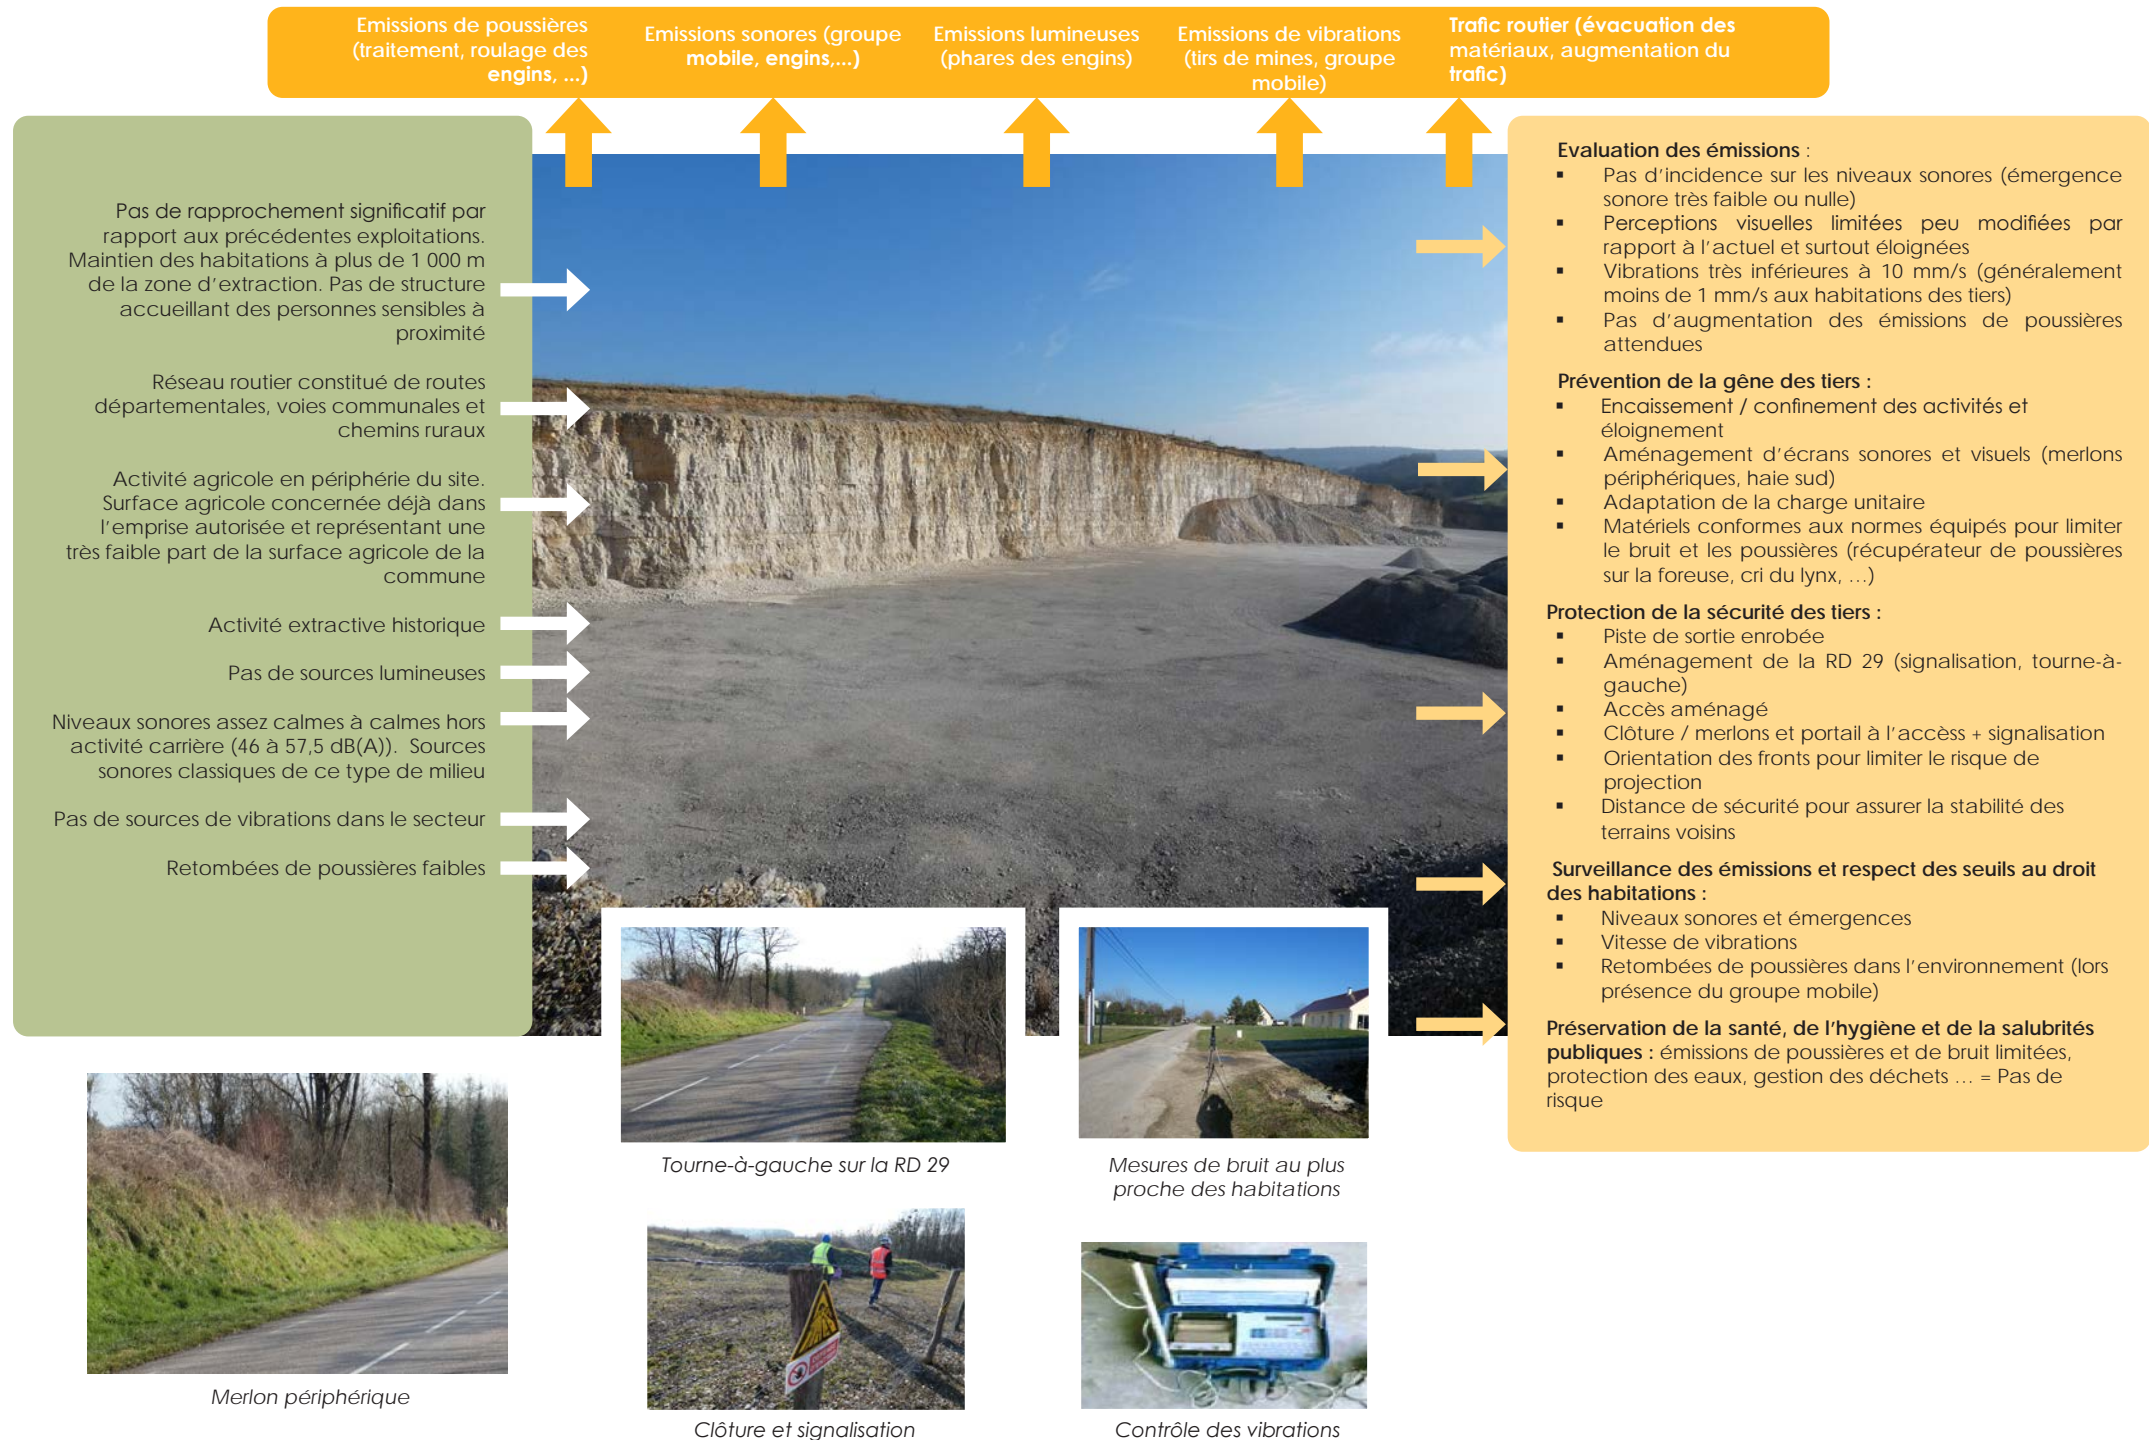 Emissions de poussières
(traitement, roulage des
engins, ...)
Emissions sonores (groupe
mobile, engins,...)
Emissions lumineuses
(phares des engins)
Emissions de vibrations
(tirs de mines, groupe
mobile)
Trafic routier (évacuation des
matériaux, augmentation du
trafic)
Pas de rapprochement significatif par
rapport aux précédentes exploitations.
Maintien des habitations à plus de 1 000 m
de la zone d'extraction. Pas de structure
accueillant des personnes sensibles à
proximité
Réseau routier constitué de routes
départementales, voies communales et
chemins ruraux
Activité agricole en périphérie du site.
Surface agricole concernée déjà dans
l'emprise autorisée et représentant une
très faible part de la surface agricole de la
commune
Activité extractive historique
Pas de sources lumineuses
Niveaux sonores assez calmes à calmes hors
activité carrière (46 à 57,5 dB(A)). Sources
sonores classiques de ce type de milieu
Pas de sources de vibrations dans le secteur
Retombées de poussières faibles
Evaluation des émissions :
▪ Pas d'incidence sur les niveaux sonores (émergence
sonore très faible ou nulle)
▪ Perceptions visuelles limitées peu modifiées par
rapport à l'actuel et surtout éloignées
▪ Vibrations très inférieures à 10 mm/s (généralement
moins de 1 mm/s aux habitations des tiers)
▪ Pas d'augmentation des émissions de poussières
attendues
Prévention de la gêne des tiers :
▪ Encaissement / confinement des activités et
éloignement
▪ Aménagement d'écrans sonores et visuels (merlons
périphériques, haie sud)
▪ Adaptation de la charge unitaire
▪ Matériels conformes aux normes équipés pour limiter
le bruit et les poussières (récupérateur de poussières
sur la foreuse, cri du lynx, …)
Protection de la sécurité des tiers :
▪ Piste de sortie enrobée
▪ Aménagement de la RD 29 (signalisation, tourne-à-
gauche)
▪ Accès aménagé
▪ Clôture / merlons et portail à l'accèss + signalisation
▪ Orientation des fronts pour limiter le risque de
projection
▪ Distance de sécurité pour assurer la stabilité des
terrains voisins
Surveillance des émissions et respect des seuils au droit
des habitations :
▪ Niveaux sonores et émergences
▪ Vitesse de vibrations
▪ Retombées de poussières dans l'environnement (lors
présence du groupe mobile)
Préservation de la santé, de l'hygiène et de la salubrités
publiques : émissions de poussières et de bruit limitées,
protection des eaux, gestion des déchets … = Pas de
risque
Merlon périphérique
Tourne-à-gauche sur la RD 29
Mesures de bruit au plus
proche des habitations
Clôture et signalisation
Contrôle des vibrations